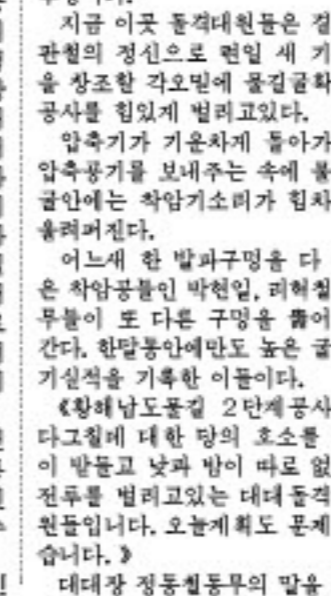 지금 이곳 돌격대원들은 결
관철의 정신으로 련일 새 기
을 창조할 각오밑에 물길굴확
공사를 힘있게 벌리고있다.
압축기가 기운차게 돌아가
압축공기를 보내주는 속에 물
굴안에는 착암기소리가 힘차
울려퍼진다.
어느새 한 발파구멍을 다
은 착암공들인 박현일, 리혁철
무들이 또 다른 구멍을 뚫어
간다. 한달동안에만도 높은 굴
기실적을 기록한 이들이다.
《황해남도물길 2단계공사
다그칠데 대한 당의 호소를
이 받들고 낮과 밤이 따로 없
전투를 벌리고있는 대대돌격
원들입니다. 오늘계획도 문제
습니다.》
대대장 정통철동무의 말을